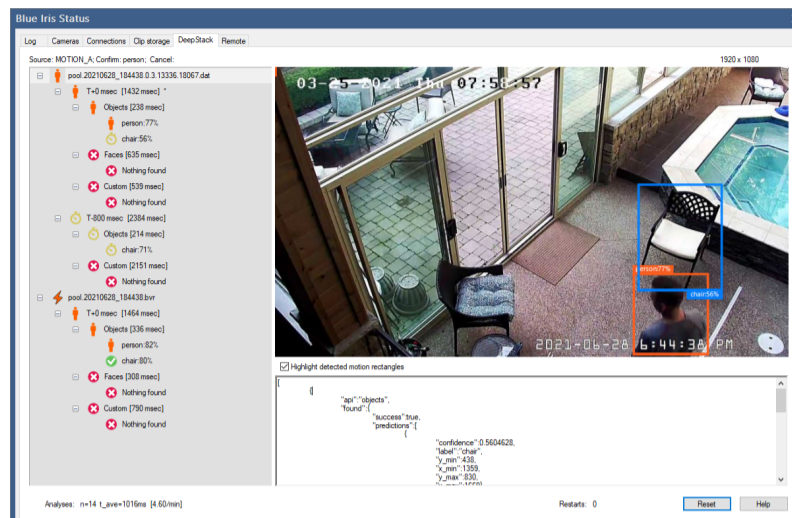 Blue Iris Status
Log Cameras Connections Clip storage DeepStack Remote
Source: MOTION_A; Confirm: person; Cancel: 1920 x 1080
pool.20210628_184438.0.3.13336.18067.dat
T+0 msec [1432 msec] *
Objects [238 msec]
person:77%
chair:56%
Faces [635 msec]
Nothing found
Custom [539 msec]
Nothing found
T-800 msec [2384 msec]
Objects [214 msec]
chair:71%
Custom [2151 msec]
Nothing found
pool.20210628_184438.bvr
T+0 msec [1464 msec]
Objects [336 msec]
person:82%
chair:80%
Faces [308 msec]
Nothing found
Custom [790 msec]
Nothing found
03-25-2021 Thu 07:58:57
person:77%
chair:56%
2021-06-28 6:44:38 PM
Highlight detected motion rectangles
[
{
"api":"objects",
"found":{
"success":true,
"predictions":[
{
"confidence":0.5604628,
"label":"chair",
"y_min":438,
"x_min":1359,
"y_max":830,
Analyses: n=14 t_ave=1016ms [4.60/min]
Restarts: 0
Reset Help